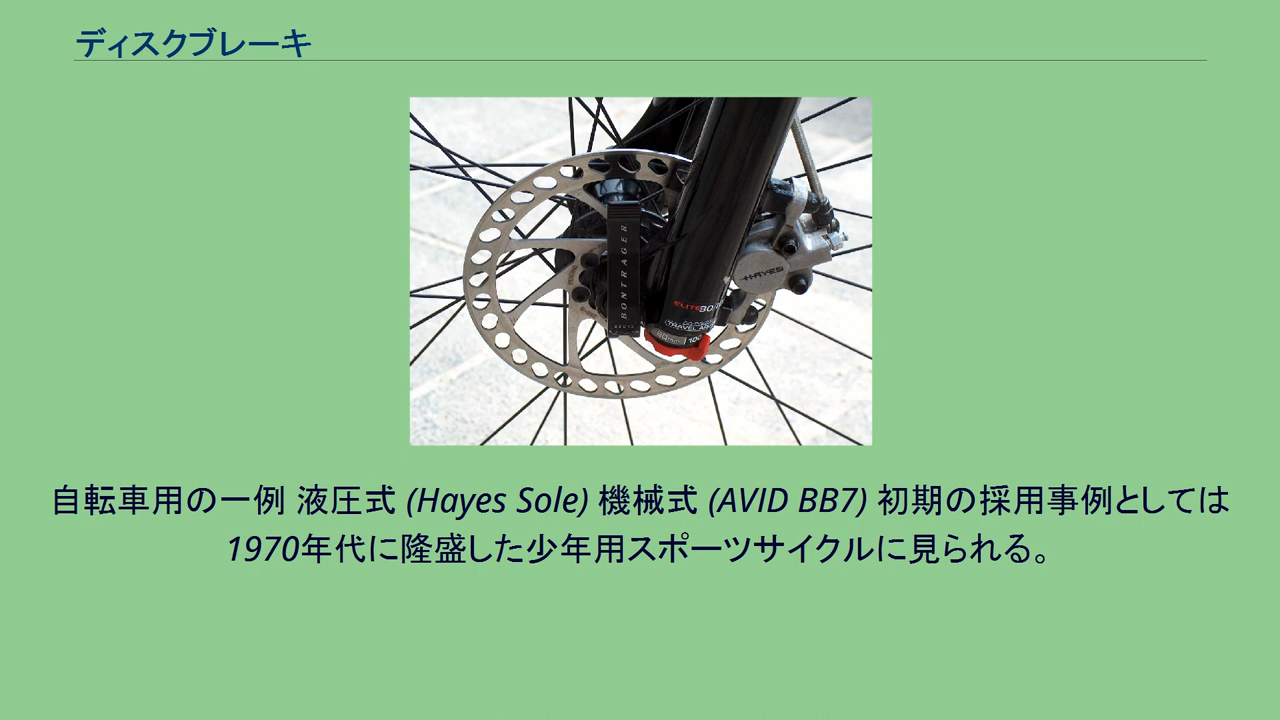 ディスクブレーキ
BONTRAGER
HAYES
ELITE
自転車用の一例 液圧式 (Hayes Sole) 機械式 (AVID BB7) 初期の採用事例としては
1970年代に隆盛した少年用スポーツサイクルに見られる。